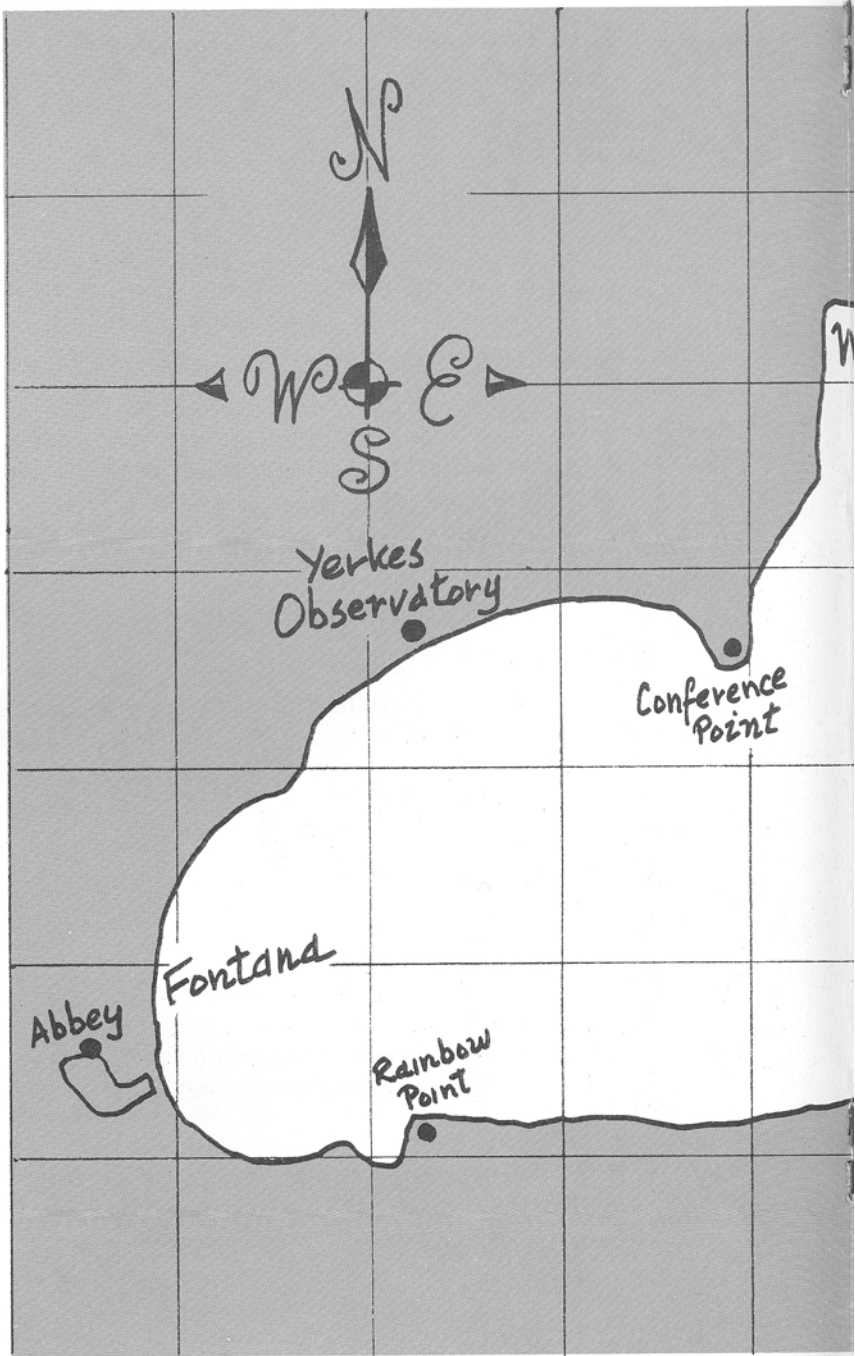 N
W E
S
Yerkes
Observatory
Conference
Point
Fontana
Abbey
Rainbow
Point